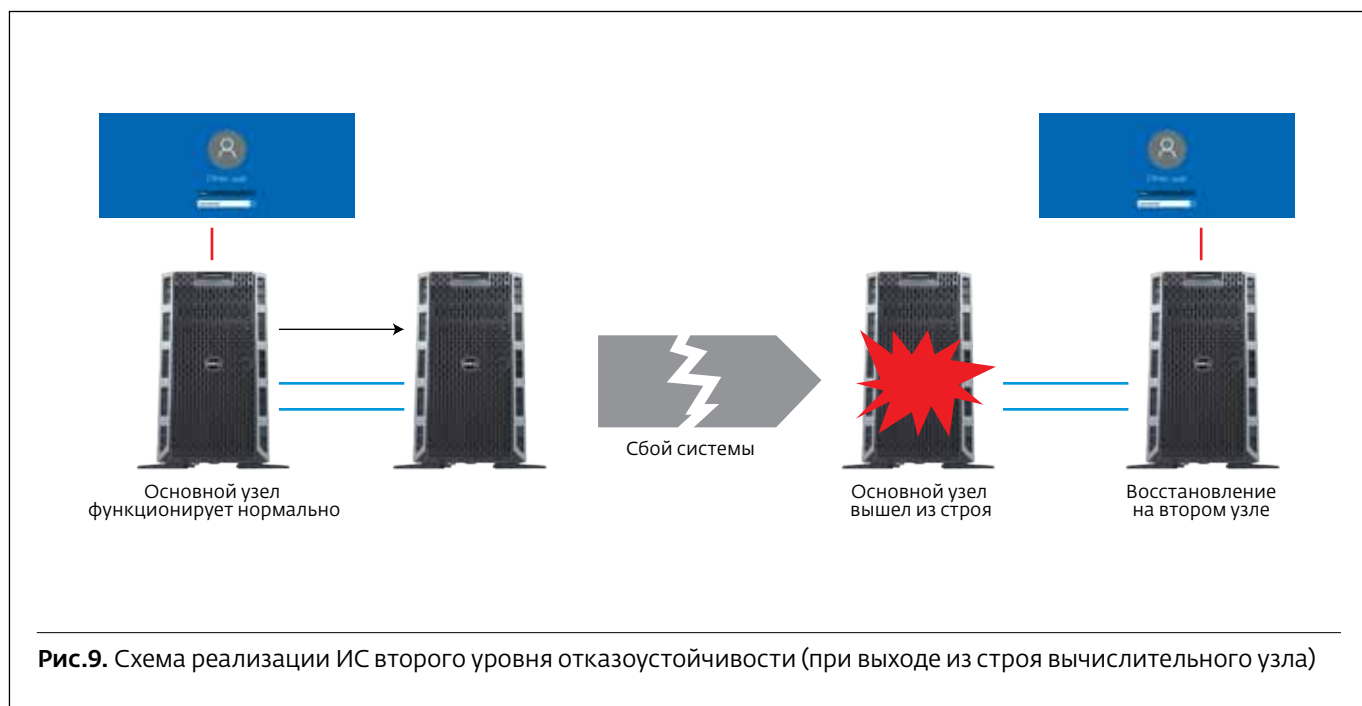 Сбой системы
Основной узел
функционирует нормально
Основной узел
вышел из строя
Восстановление
на втором узле
Рис.9. Схема реализации ИС второго уровня отказоустойчивости (при выходе из строя вычислительного узла)